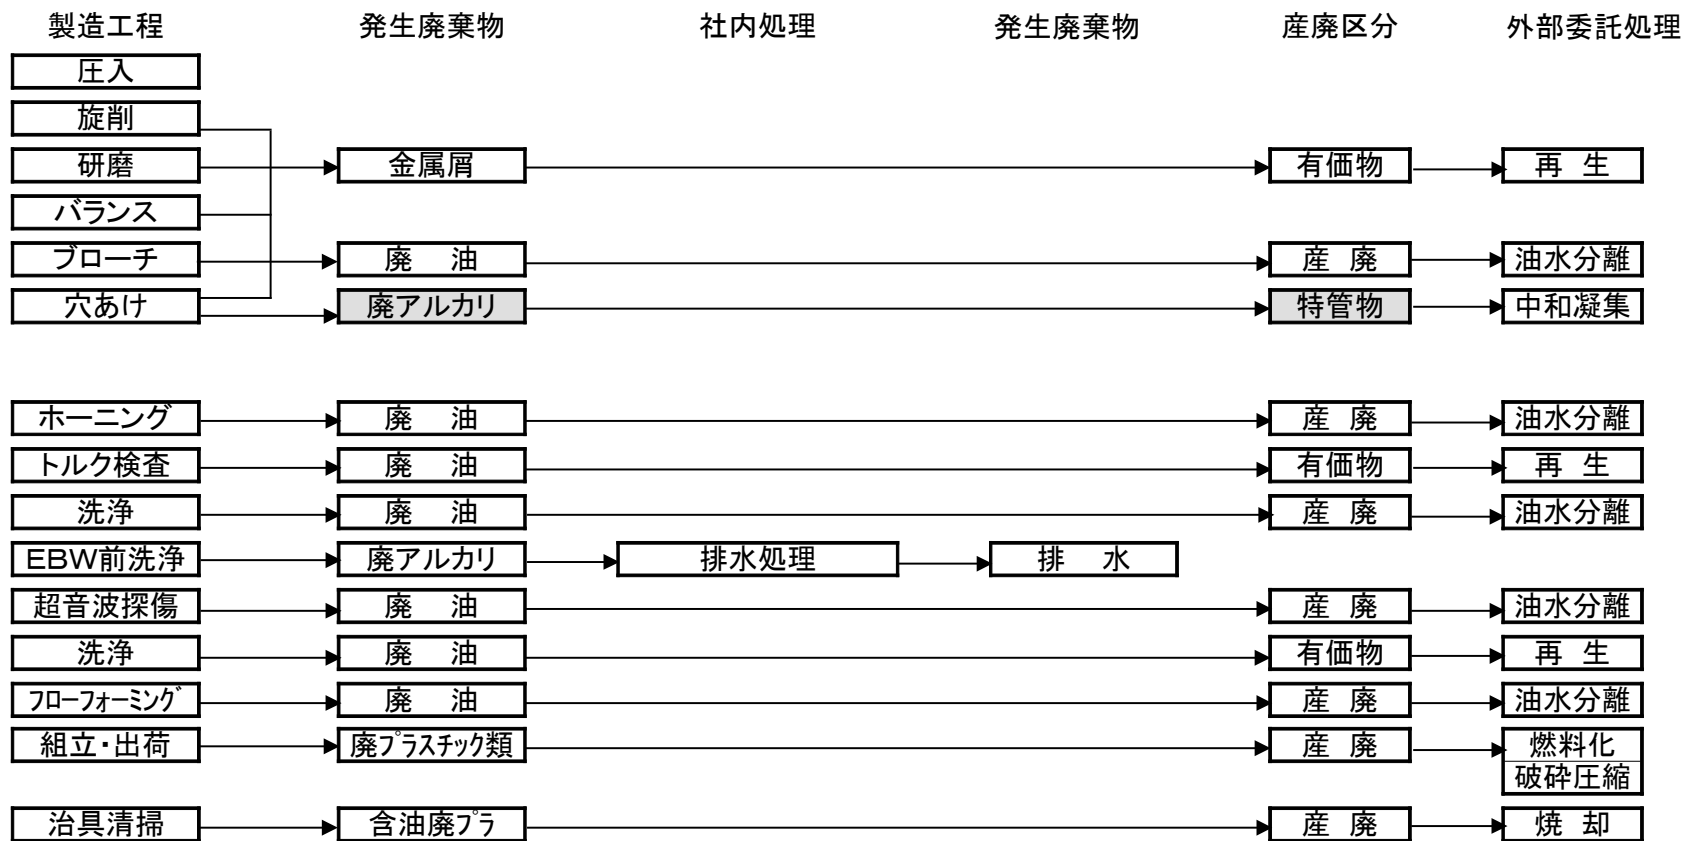 製造工程 発生廃棄物 社内処理 発生廃棄物 産廃区分 外部委託処理
圧入
旋削
研磨 金属屑 有価物 再 生
バランス
ブローチ 廃 油 産 廃 油水分離
穴あけ 廃アルカリ 特管物 中和凝集
ホーニング 廃 油 産 廃 油水分離
トルク検査 廃 油 有価物 再 生
洗浄 廃 油 産 廃 油水分離
EBW前洗浄 廃アルカリ 排水処理 排 水
超音波探傷 廃 油 産 廃 油水分離
洗浄 廃 油 有価物 再 生
フローフォーミング 廃 油 産 廃 油水分離
組立・出荷 廃プラスチック類 産 廃 燃料化
破砕圧縮
治具清掃 含油廃プラ 産 廃 焼 却